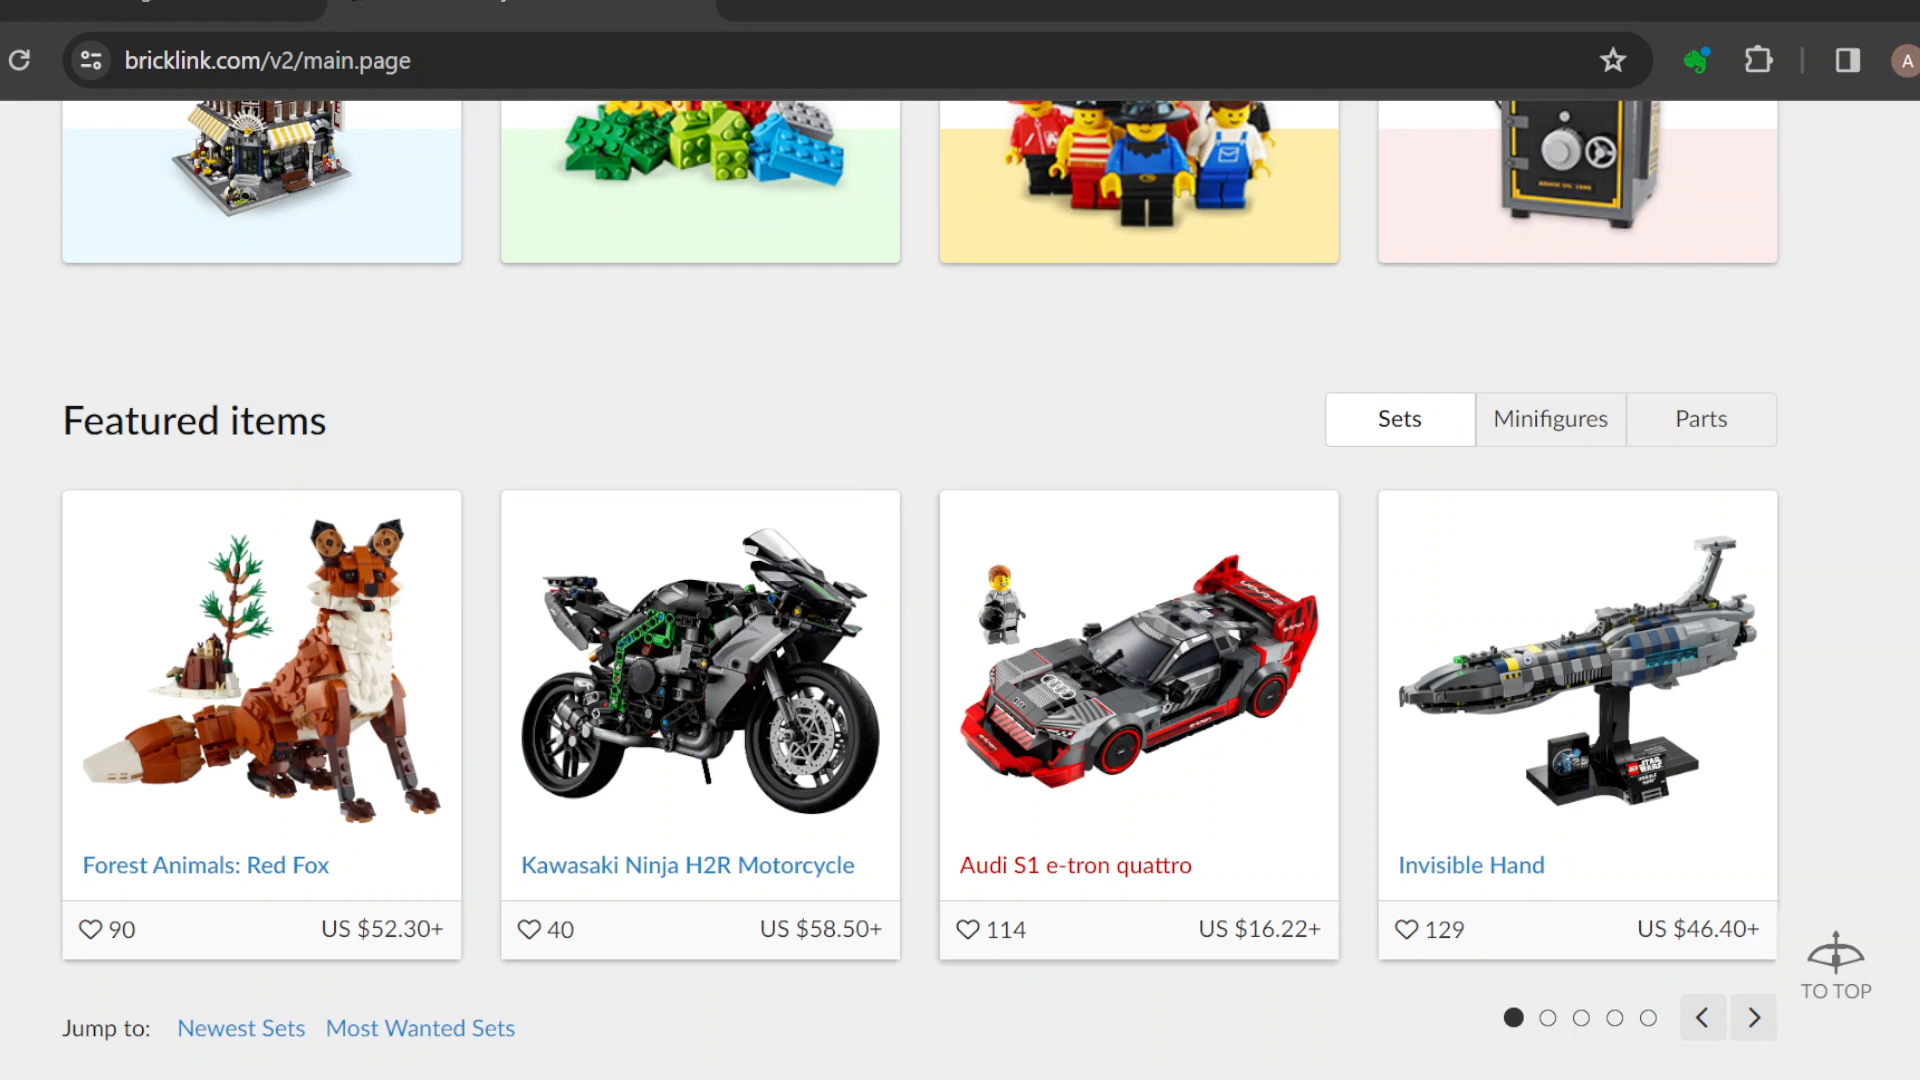 bricklink.com/v2/main.page
A
Featured items
Sets
Minifigures
Parts
Forest Animals: Red Fox
Kawasaki Ninja H2R Motorcycle
Audi S1 e-tron quattro
Invisible Hand
90
US $52.30+
40
US $58.50+
114
US $16.22+
129
US $46.40+
TO TOP
Jump to:
Newest Sets
Most Wanted Sets